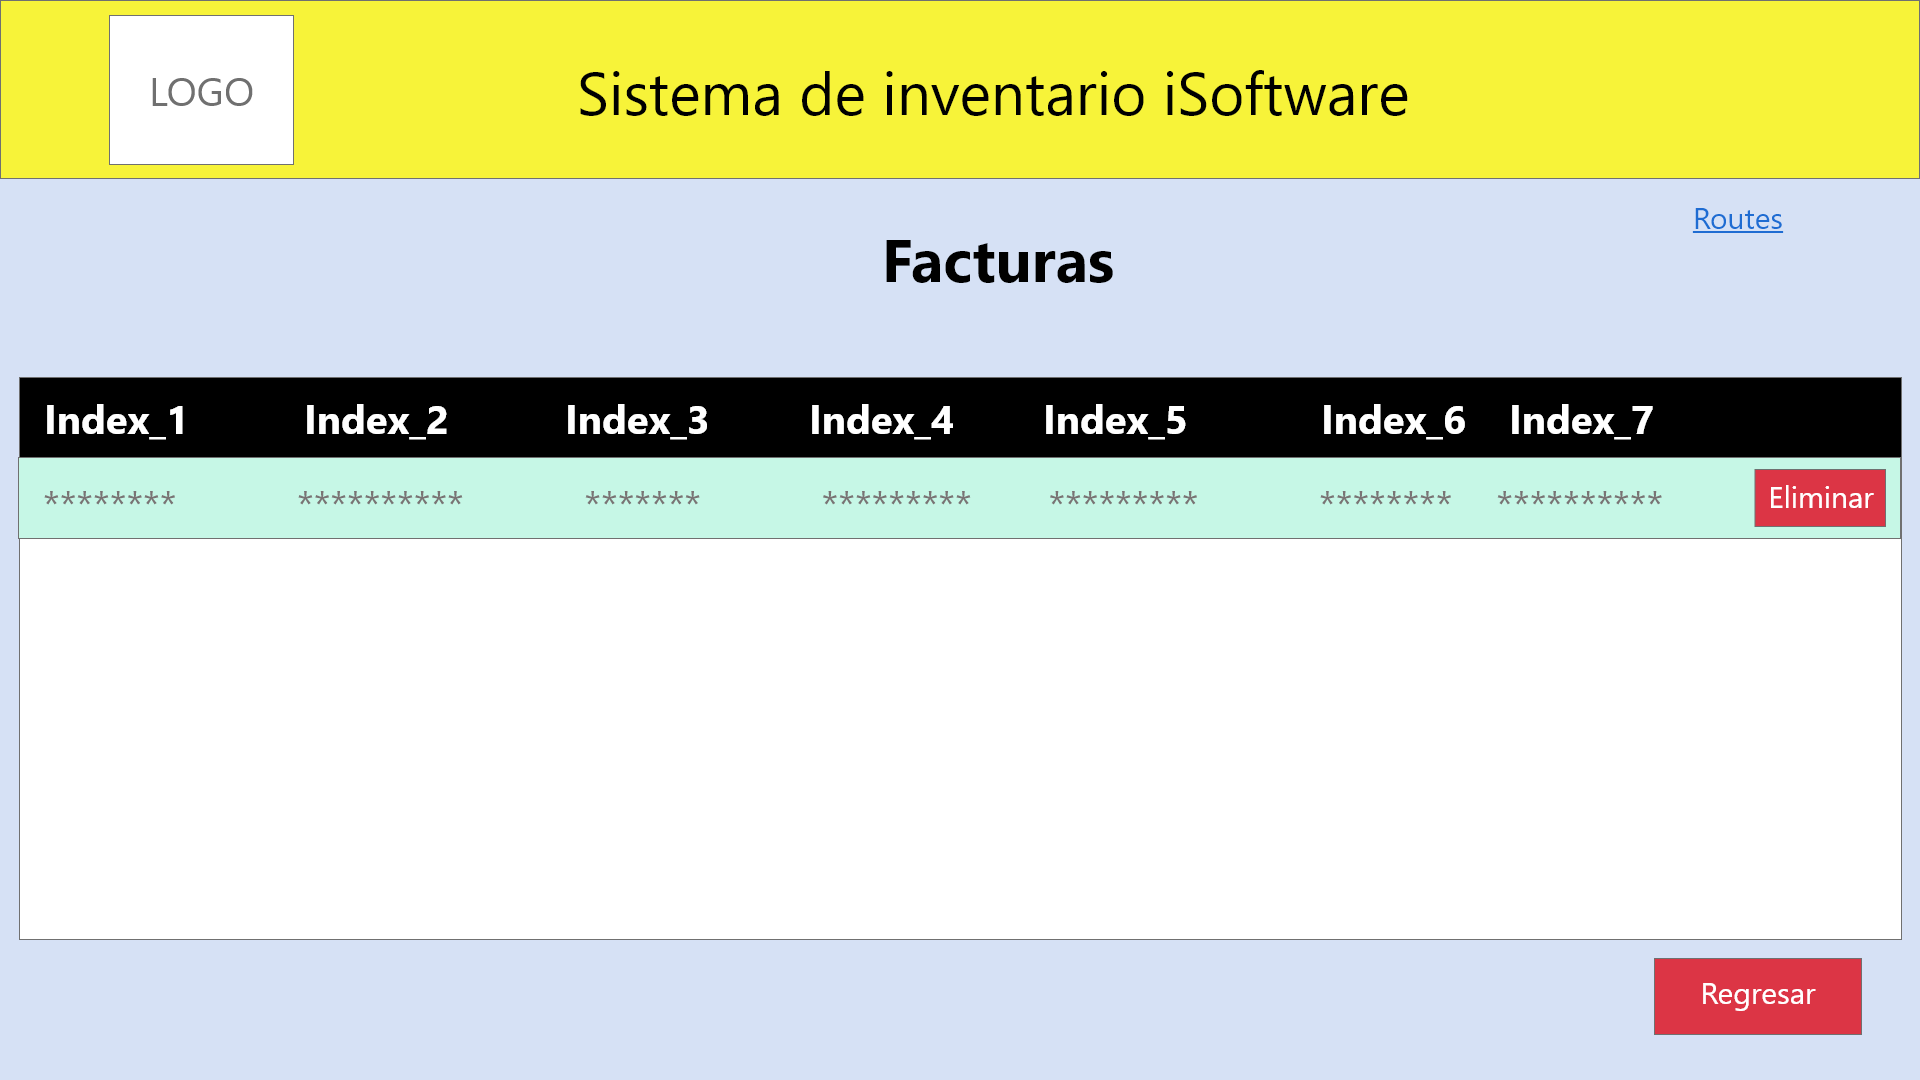 LOGO
Sistema de inventario iSoftware
Routes
Facturas
Index_1 Index_2 Index_3 Index_4 Index_5 Index_6 Index_7
******** ********** ******* ********* ********* ******** ********** Eliminar
Regresar